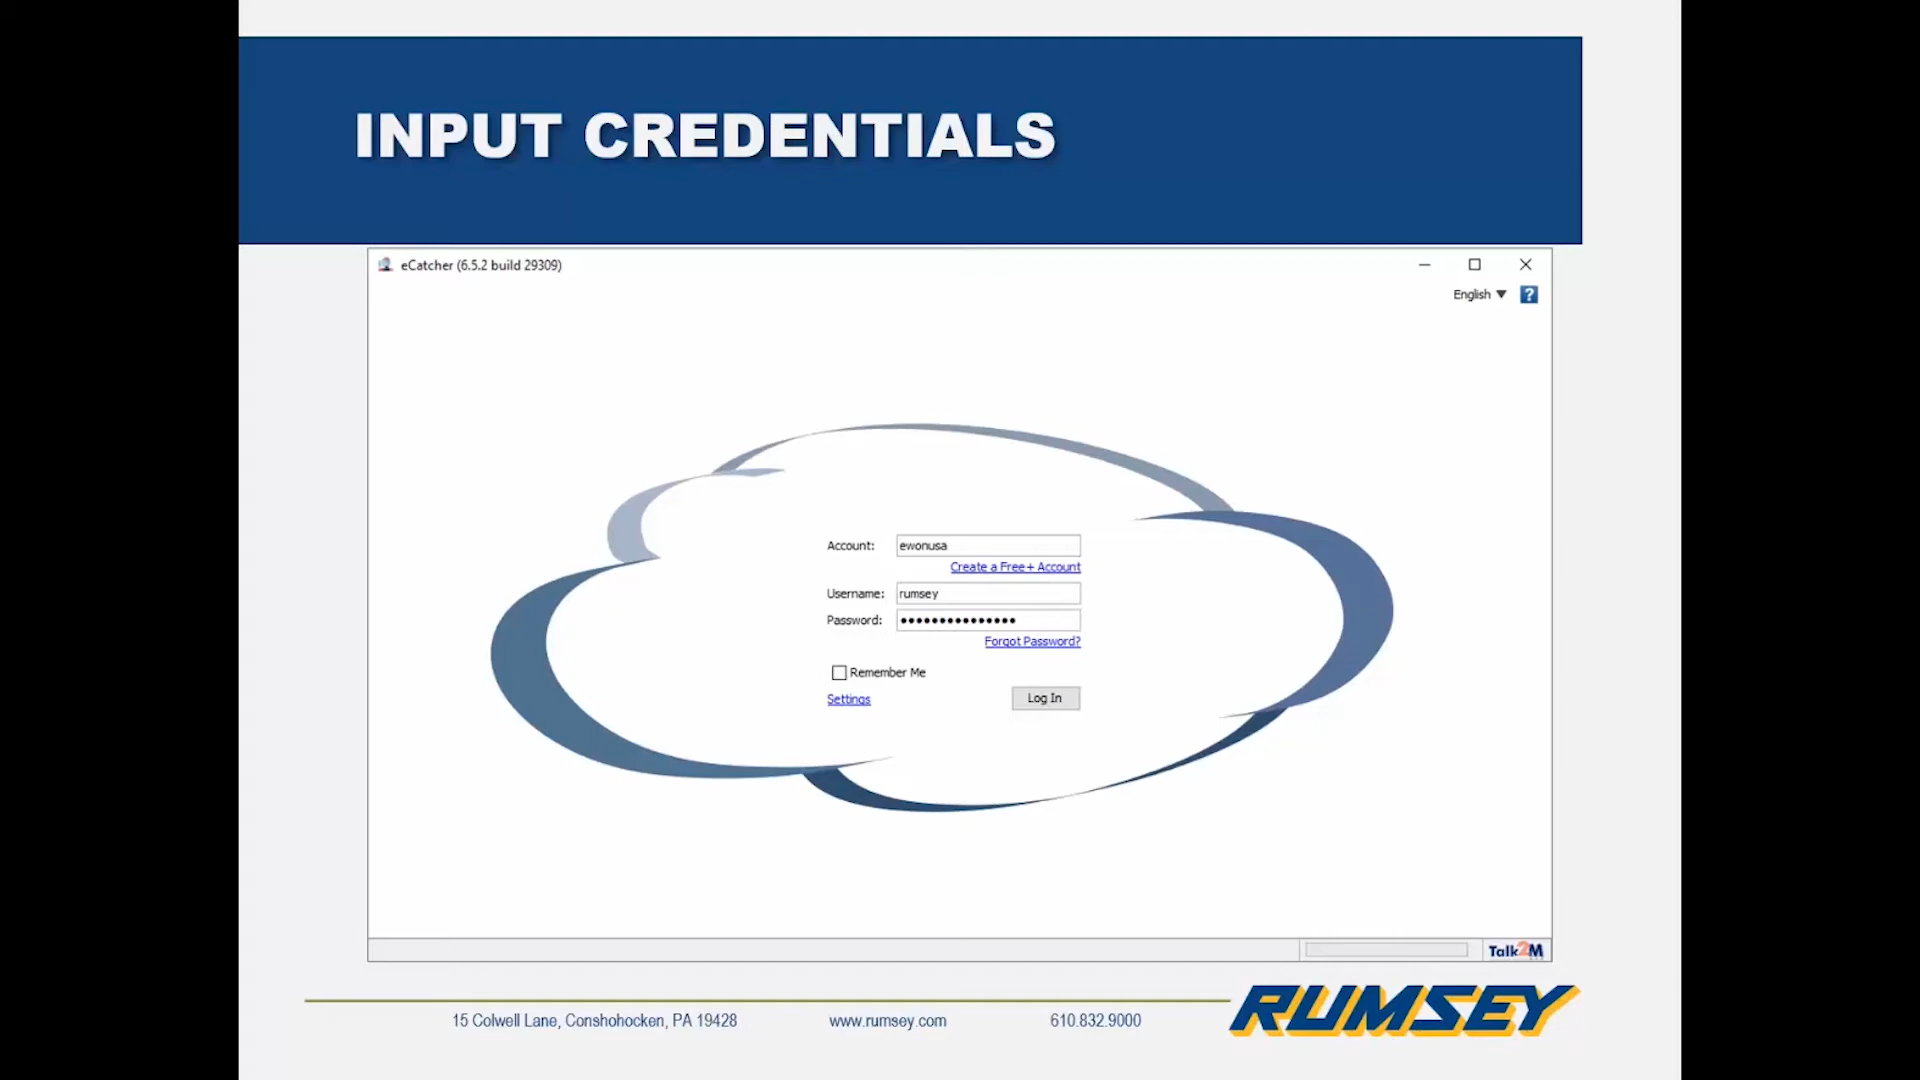 INPUT CREDENTIALS
eCatcher (6.5.2 build 29309)
English ▼ ?
Account: ewonusa
Create a Free+ Account
Username: rumsey
Password: •••••••••••••••
Forgot Password?
Remember Me
Settings Log In
Talk2M
15 Colwell Lane, Conshohocken, PA 19428 www.rumsey.com 610.832.9000
RUMSEY